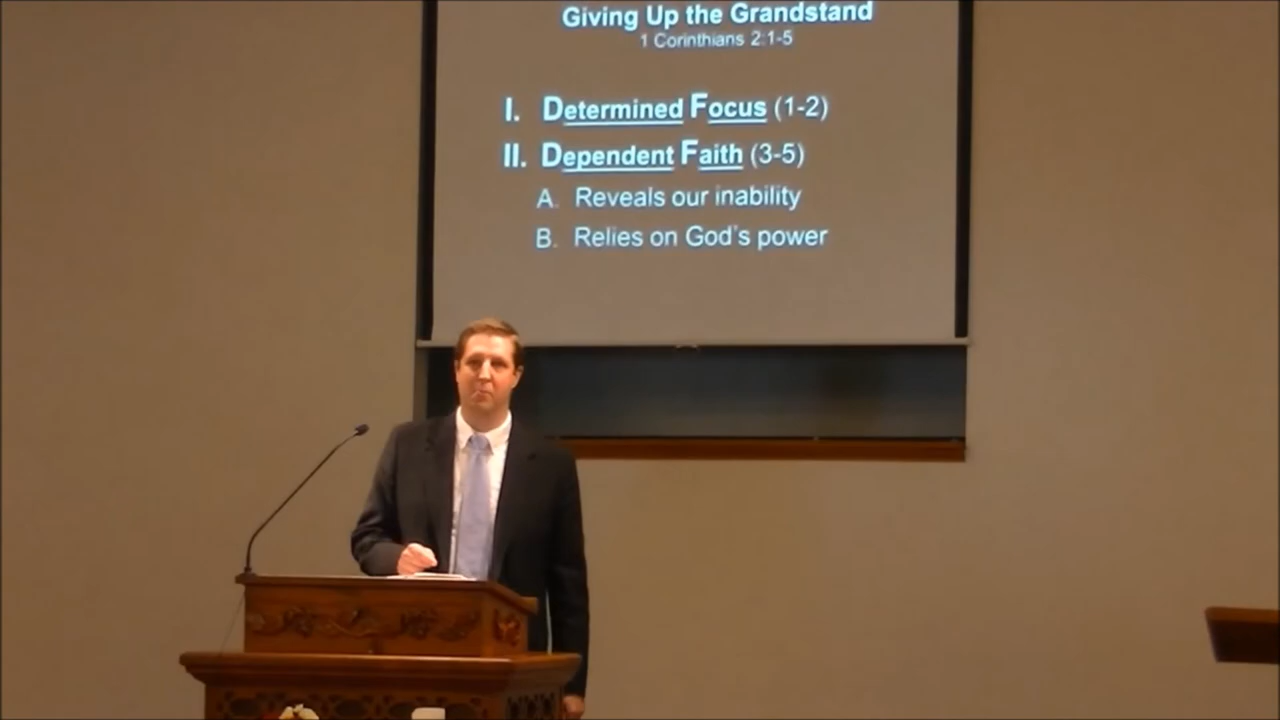 Giving Up the Grandstand
1 Corinthians 2:1-5
I. Determined Focus (1-2)
II. Dependent Faith (3-5)
A. Reveals our inability
B. Relies on God's power